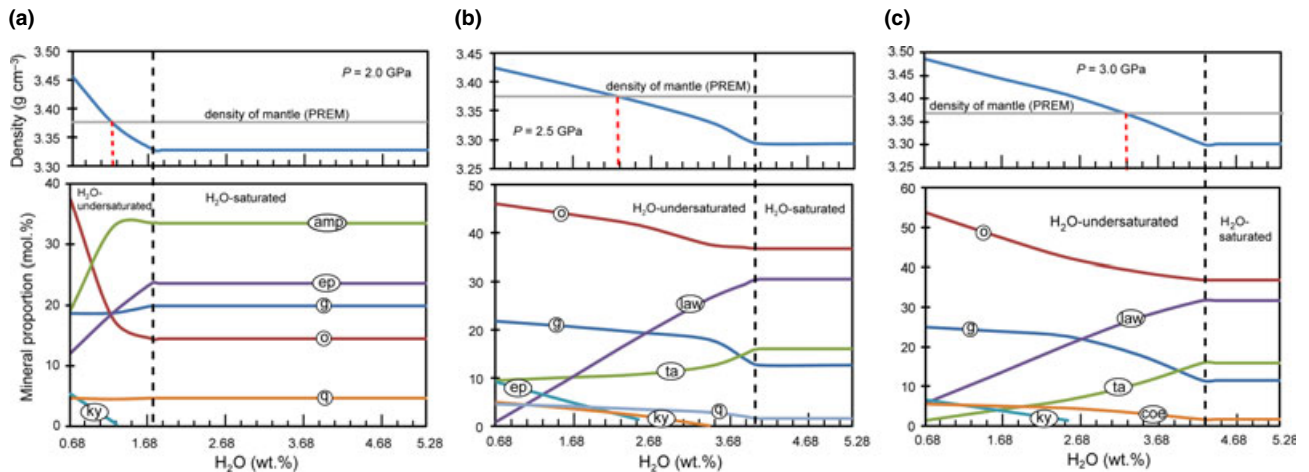 (a)
3.50
3.45
3.40
3.35
3.30
Density (g cm⁻³)
P = 2.0 GPa
density of mantle (PREM)
40
30
20
10
0
Mineral proportion (mol.%)
H₂O-
undersaturated
H₂O-saturated
amp
ep
g
o
q
ky
0.68 1.68 2.68 3.68 4.68 5.28
H₂O (wt.%)
(b)
3.45
3.40
3.35
3.30
3.25
density of mantle (PREM)
P = 2.5 GPa
50
40
30
20
10
0
H₂O-undersaturated
H₂O-saturated
o
law
g
ta
ep
q
ky
0.68 1.68 2.68 3.68 4.68 5.28
H₂O (wt.%)
(c)
3.50
3.45
3.40
3.35
3.30
3.25
P = 3.0 GPa
density of mantle (PREM)
60
50
40
30
20
10
0
H₂O-undersaturated
H₂O-
saturated
o
law
g
ta
coe
ky
0.68 1.68 2.68 3.68 4.68 5.28
H₂O (wt.%)